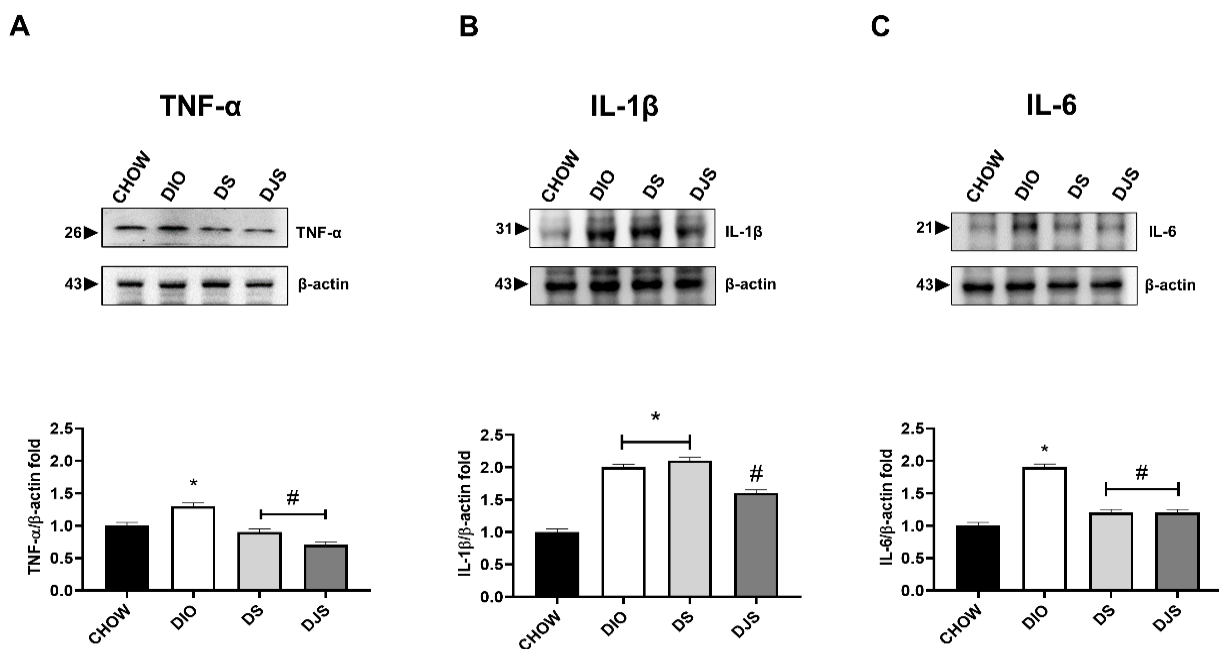 A
TNF-α
CHOW DIO DS DJS
26 TNF-α
43 β-actin
TNF-α/β-actin fold
2.5
2.0
1.5
1.0
0.5
0.0
*
#
CHOW DIO DS DJS
B
IL-1β
CHOW DIO DS DJS
31 IL-1β
43 β-actin
IL-1β/β-actin fold
2.5
2.0
1.5
1.0
0.5
0.0
*
#
CHOW DIO DS DJS
C
IL-6
CHOW DIO DS DJS
21 IL-6
43 β-actin
IL-6/β-actin fold
2.5
2.0
1.5
1.0
0.5
0.0
*
#
CHOW DIO DS DJS